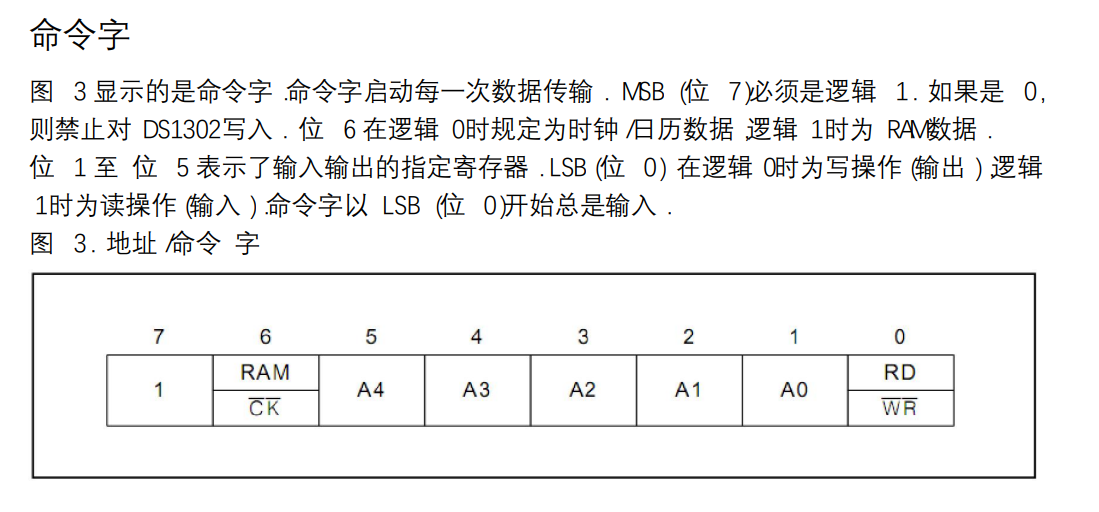 命令字
图 3 显示的是命令字 .命令字启动每一次数据传输 . MSB (位 7)必须是逻辑 1. 如果是 0,
则禁止对 DS1302写入 . 位 6 在逻辑 0时规定为时钟 /日历数据 ,逻辑 1时为 RAM数据 .
位 1 至 位 5 表示了输入输出的指定寄存器 . LSB (位 0) 在逻辑 0时为写操作 (输出 ),逻辑
1时为读操作 (输入 ).命令字以 LSB (位 0)开始总是输入 .
图 3. 地址 /命令 字
7 6 5 4 3 2 1 0
1 RAM A4 A3 A2 A1 A0 RD
C̅K̅ W̅R̅